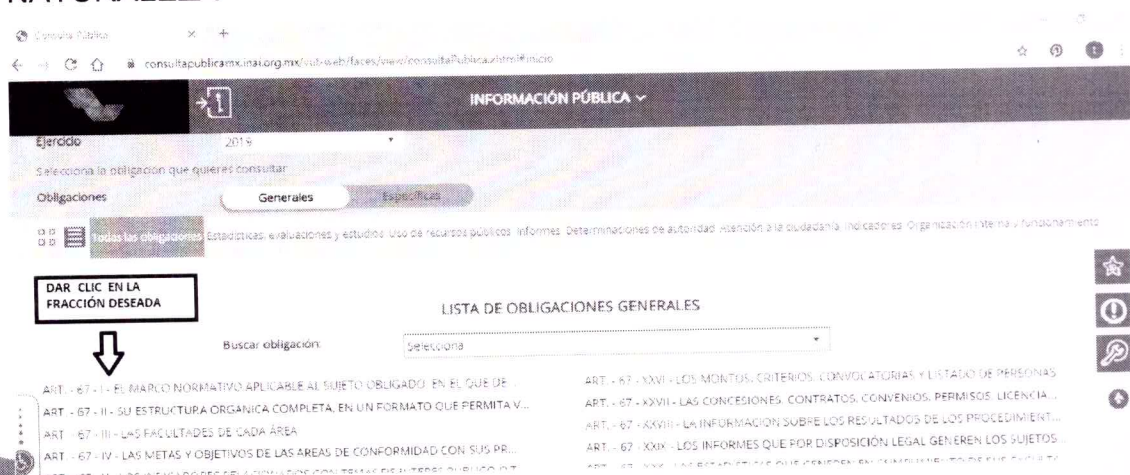 Consulta Pública × +
consultapublicamx.inai.org.mx/vut-web/faces/view/consultaPublica.xhtml#inicio
INFORMACIÓN PÚBLICA
Ejercicio 2019
Selecciona la obligación que quieres consultar
Obligaciones Generales Específicas
Todas las obligaciones Estadísticas, evaluaciones y estudios Uso de recursos públicos Informes Determinaciones de autoridad Atención a la ciudadanía Indicadores Organización interna y funcionamiento
DAR CLIC EN LA
FRACCIÓN DESEADA
LISTA DE OBLIGACIONES GENERALES
Buscar obligación: Selecciona
ART. - 67 - I - EL MARCO NORMATIVO APLICABLE AL SUJETO OBLIGADO, EN EL QUE DE...
ART. - 67 - II - SU ESTRUCTURA ORGÁNICA COMPLETA, EN UN FORMATO QUE PERMITA V...
ART. - 67 - III - LAS FACULTADES DE CADA ÁREA
ART. - 67 - IV - LAS METAS Y OBJETIVOS DE LAS ÁREAS DE CONFORMIDAD CON SUS PR...
ART. - 67 - XXVI - LOS MONTOS, CRITERIOS, CONVOCATORIAS Y LISTADO DE PERSONAS
ART. - 67 - XXVII - LAS CONCESIONES, CONTRATOS, CONVENIOS, PERMISOS, LICENCIA...
ART. - 67 - XXVIII - LA INFORMACIÓN SOBRE LOS RESULTADOS DE LOS PROCEDIMIENT...
ART. - 67 - XXIX - LOS INFORMES QUE POR DISPOSICIÓN LEGAL GENEREN LOS SUJETOS...